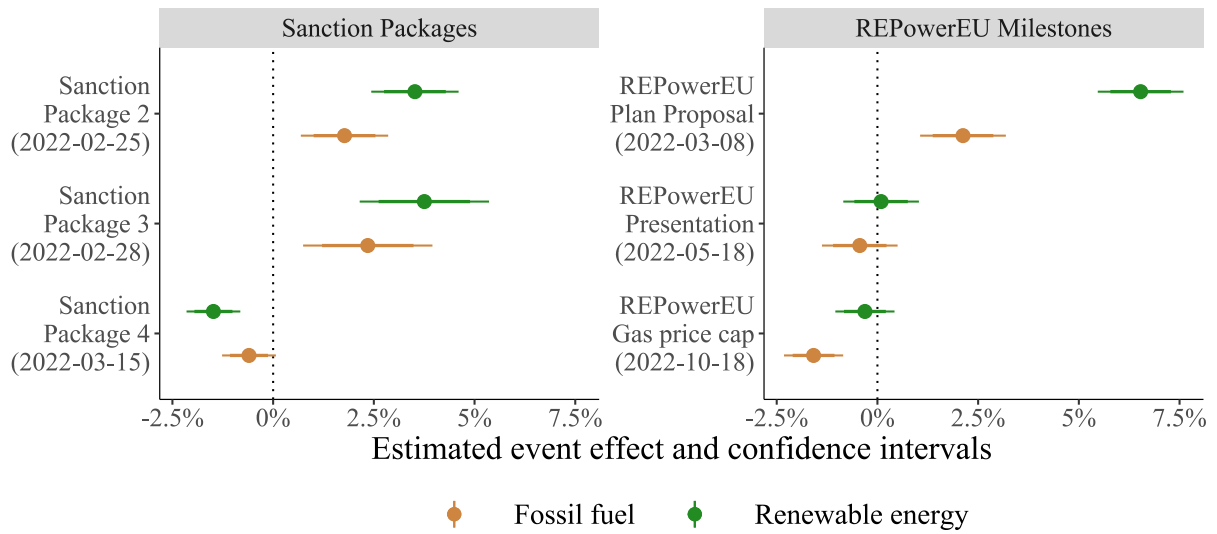 Sanction Packages
REPowerEU Milestones
Sanction
Package 2
(2022-02-25)
Sanction
Package 3
(2022-02-28)
Sanction
Package 4
(2022-03-15)
REPowerEU
Plan Proposal
(2022-03-08)
REPowerEU
Presentation
(2022-05-18)
REPowerEU
Gas price cap
(2022-10-18)
-2.5% 0% 2.5% 5% 7.5%
-2.5% 0% 2.5% 5% 7.5%
Estimated event effect and confidence intervals
Fossil fuel Renewable energy